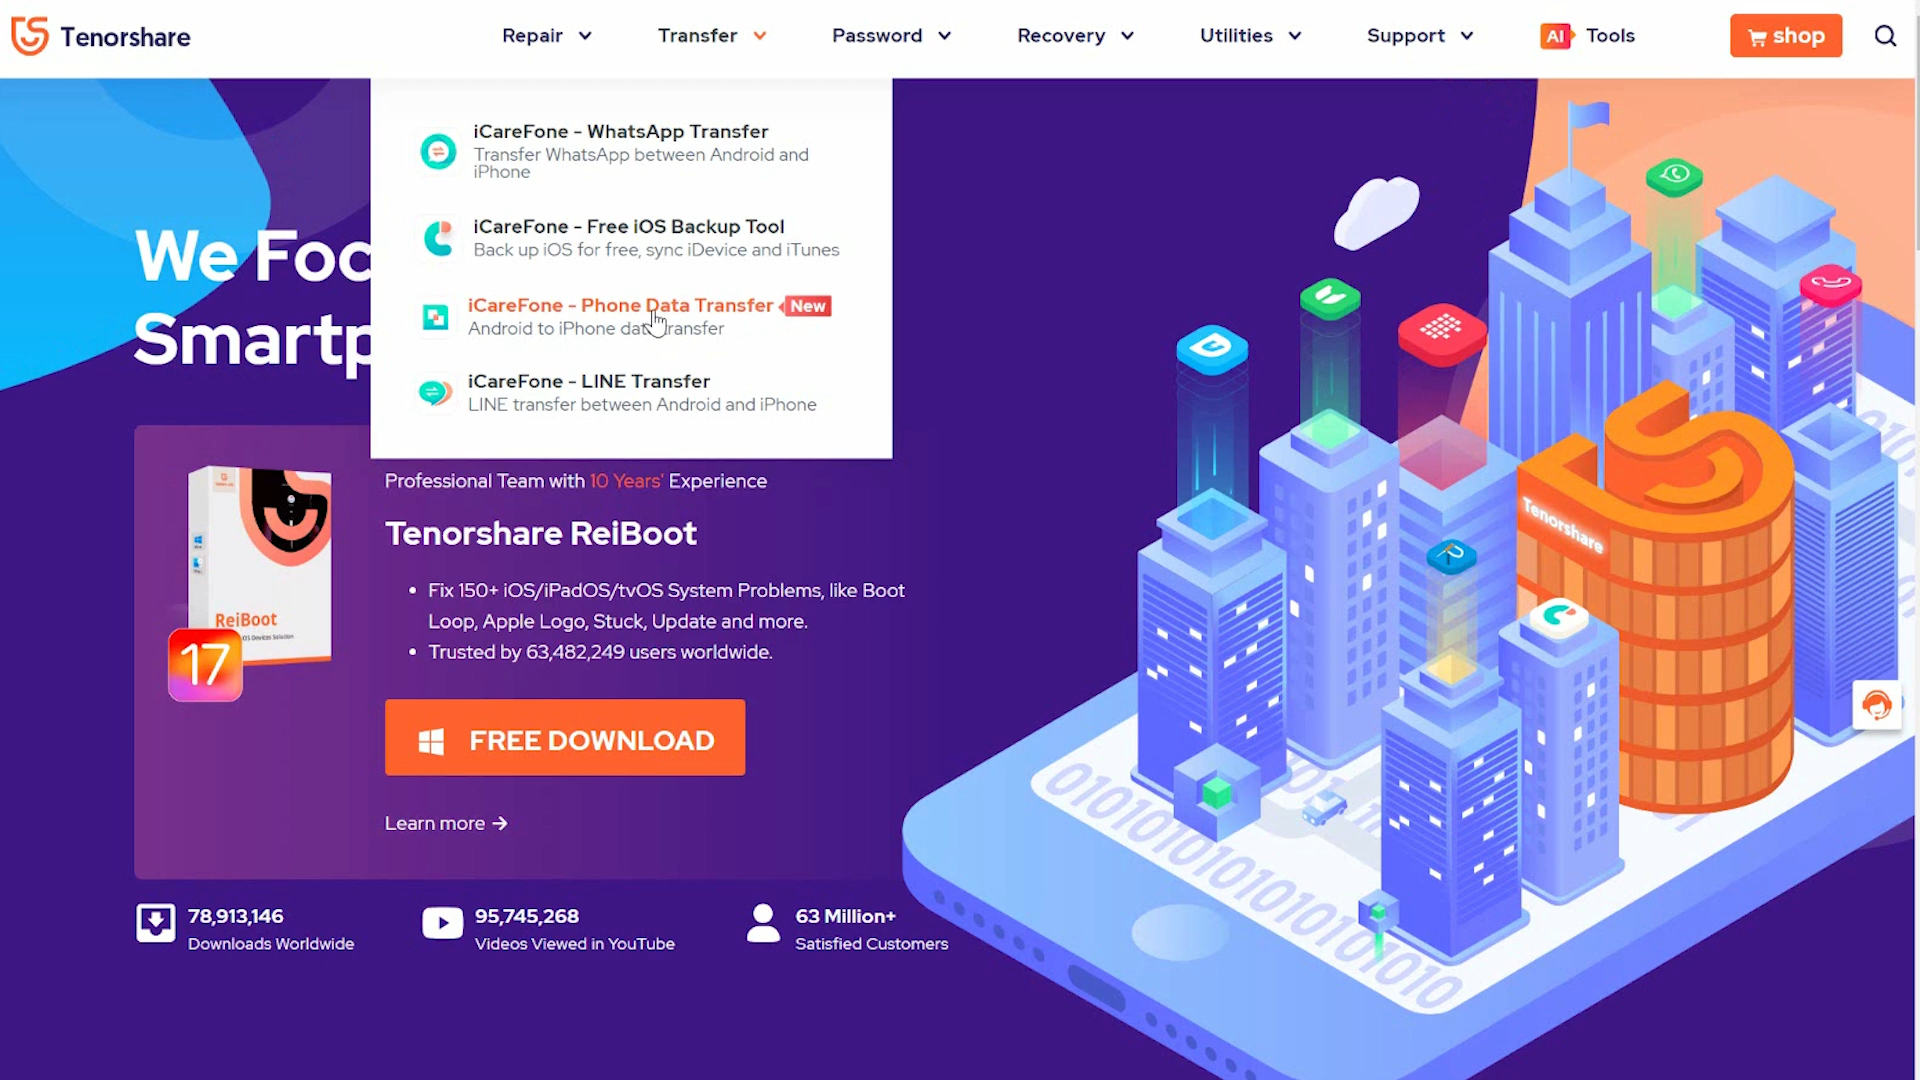 Tenorshare
Repair
Transfer
Password
Recovery
Utilities
Support
AI Tools
shop
iCareFone - WhatsApp Transfer
Transfer WhatsApp between Android and
iPhone
iCareFone - Free iOS Backup Tool
Back up iOS for free, sync iDevice and iTunes
iCareFone - Phone Data Transfer New
Android to iPhone data transfer
iCareFone - LINE Transfer
LINE transfer between Android and iPhone
We Foc
Smartp
Professional Team with 10 Years' Experience
Tenorshare ReiBoot
• Fix 150+ iOS/iPadOS/tvOS System Problems, like Boot
Loop, Apple Logo, Stuck, Update and more.
• Trusted by 63,482,249 users worldwide.
ReiBoot
17
FREE DOWNLOAD
Learn more →
78,913,146
Downloads Worldwide
95,745,268
Videos Viewed in YouTube
63 Million+
Satisfied Customers
Tenorshare